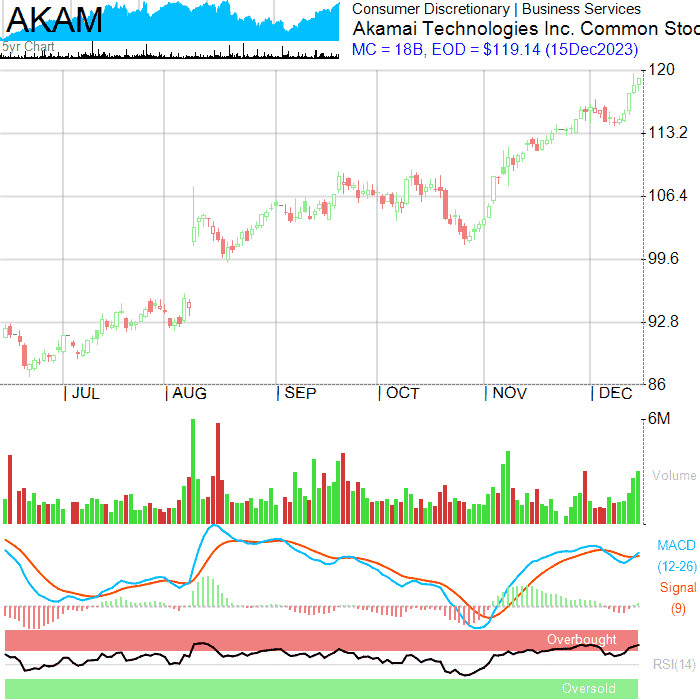 AKAM
5yr Chart
Consumer Discretionary | Business Services
Akamai Technologies Inc. Common Stoc
MC = 18B, EOD = $119.14 (15Dec2023)
120
113.2
106.4
99.6
92.8
86
| JUL | AUG | SEP | OCT | NOV | DEC
6M
Volume
MACD
(12-26)
Signal
(9)
Overbought
RSI(14)
Oversold